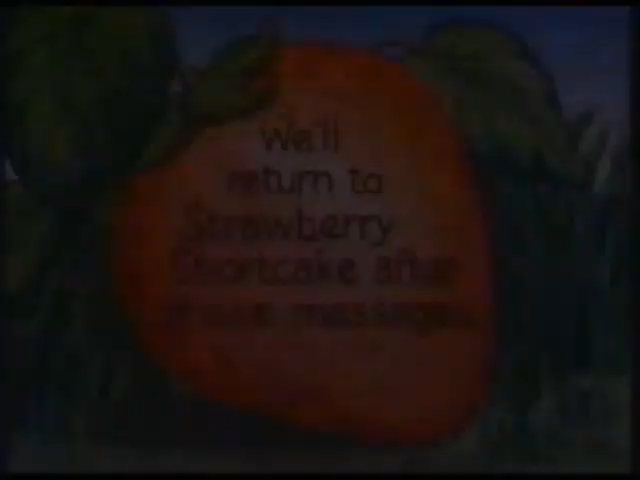 We'll
return to
Strawberry
Shortcake after
these messages.